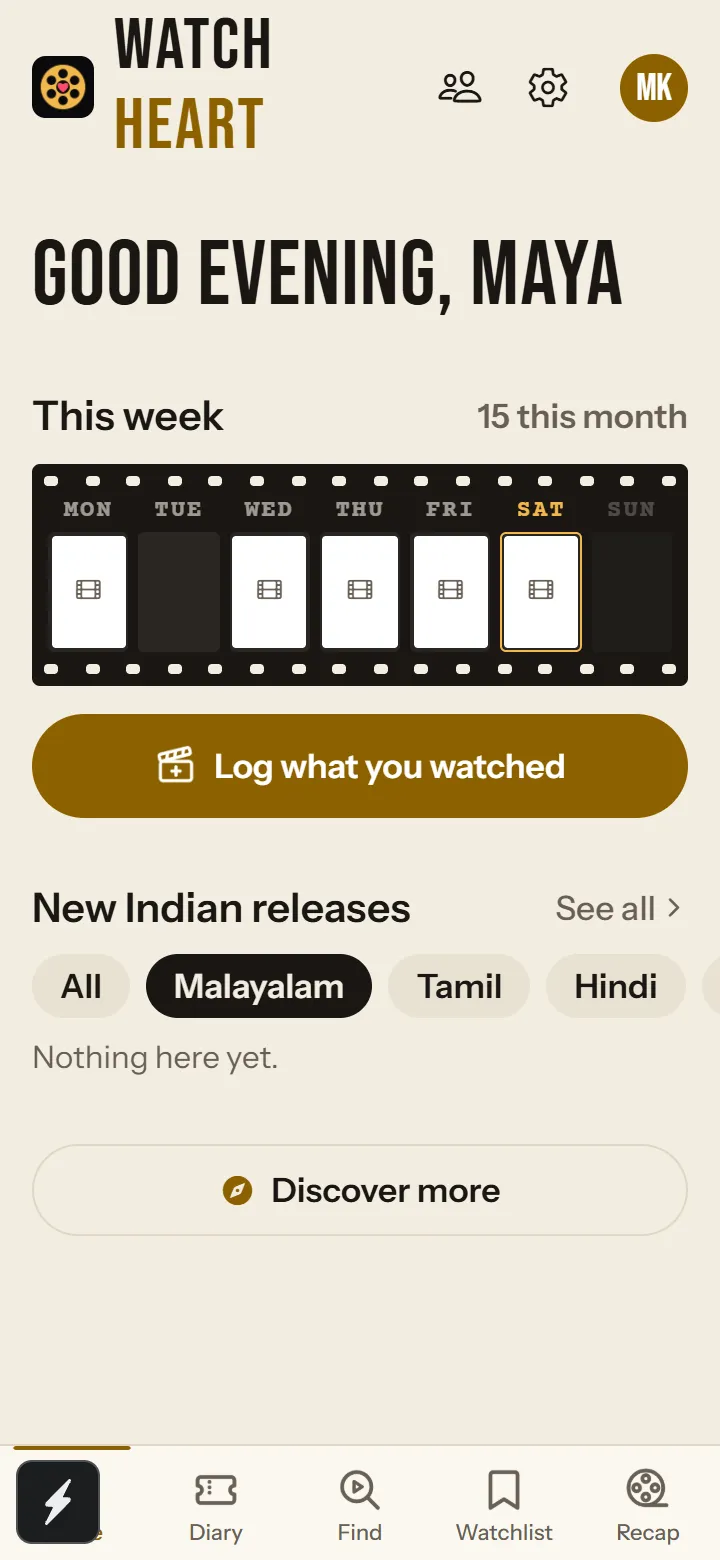 WATCH
HEART
MK
GOOD EVENING, MAYA
This week
15 this month
MON TUE WED THU FRI SAT SUN
Log what you watched
New Indian releases
See all
All Malayalam Tamil Hindi
Nothing here yet.
Discover more
Diary Find Watchlist Recap